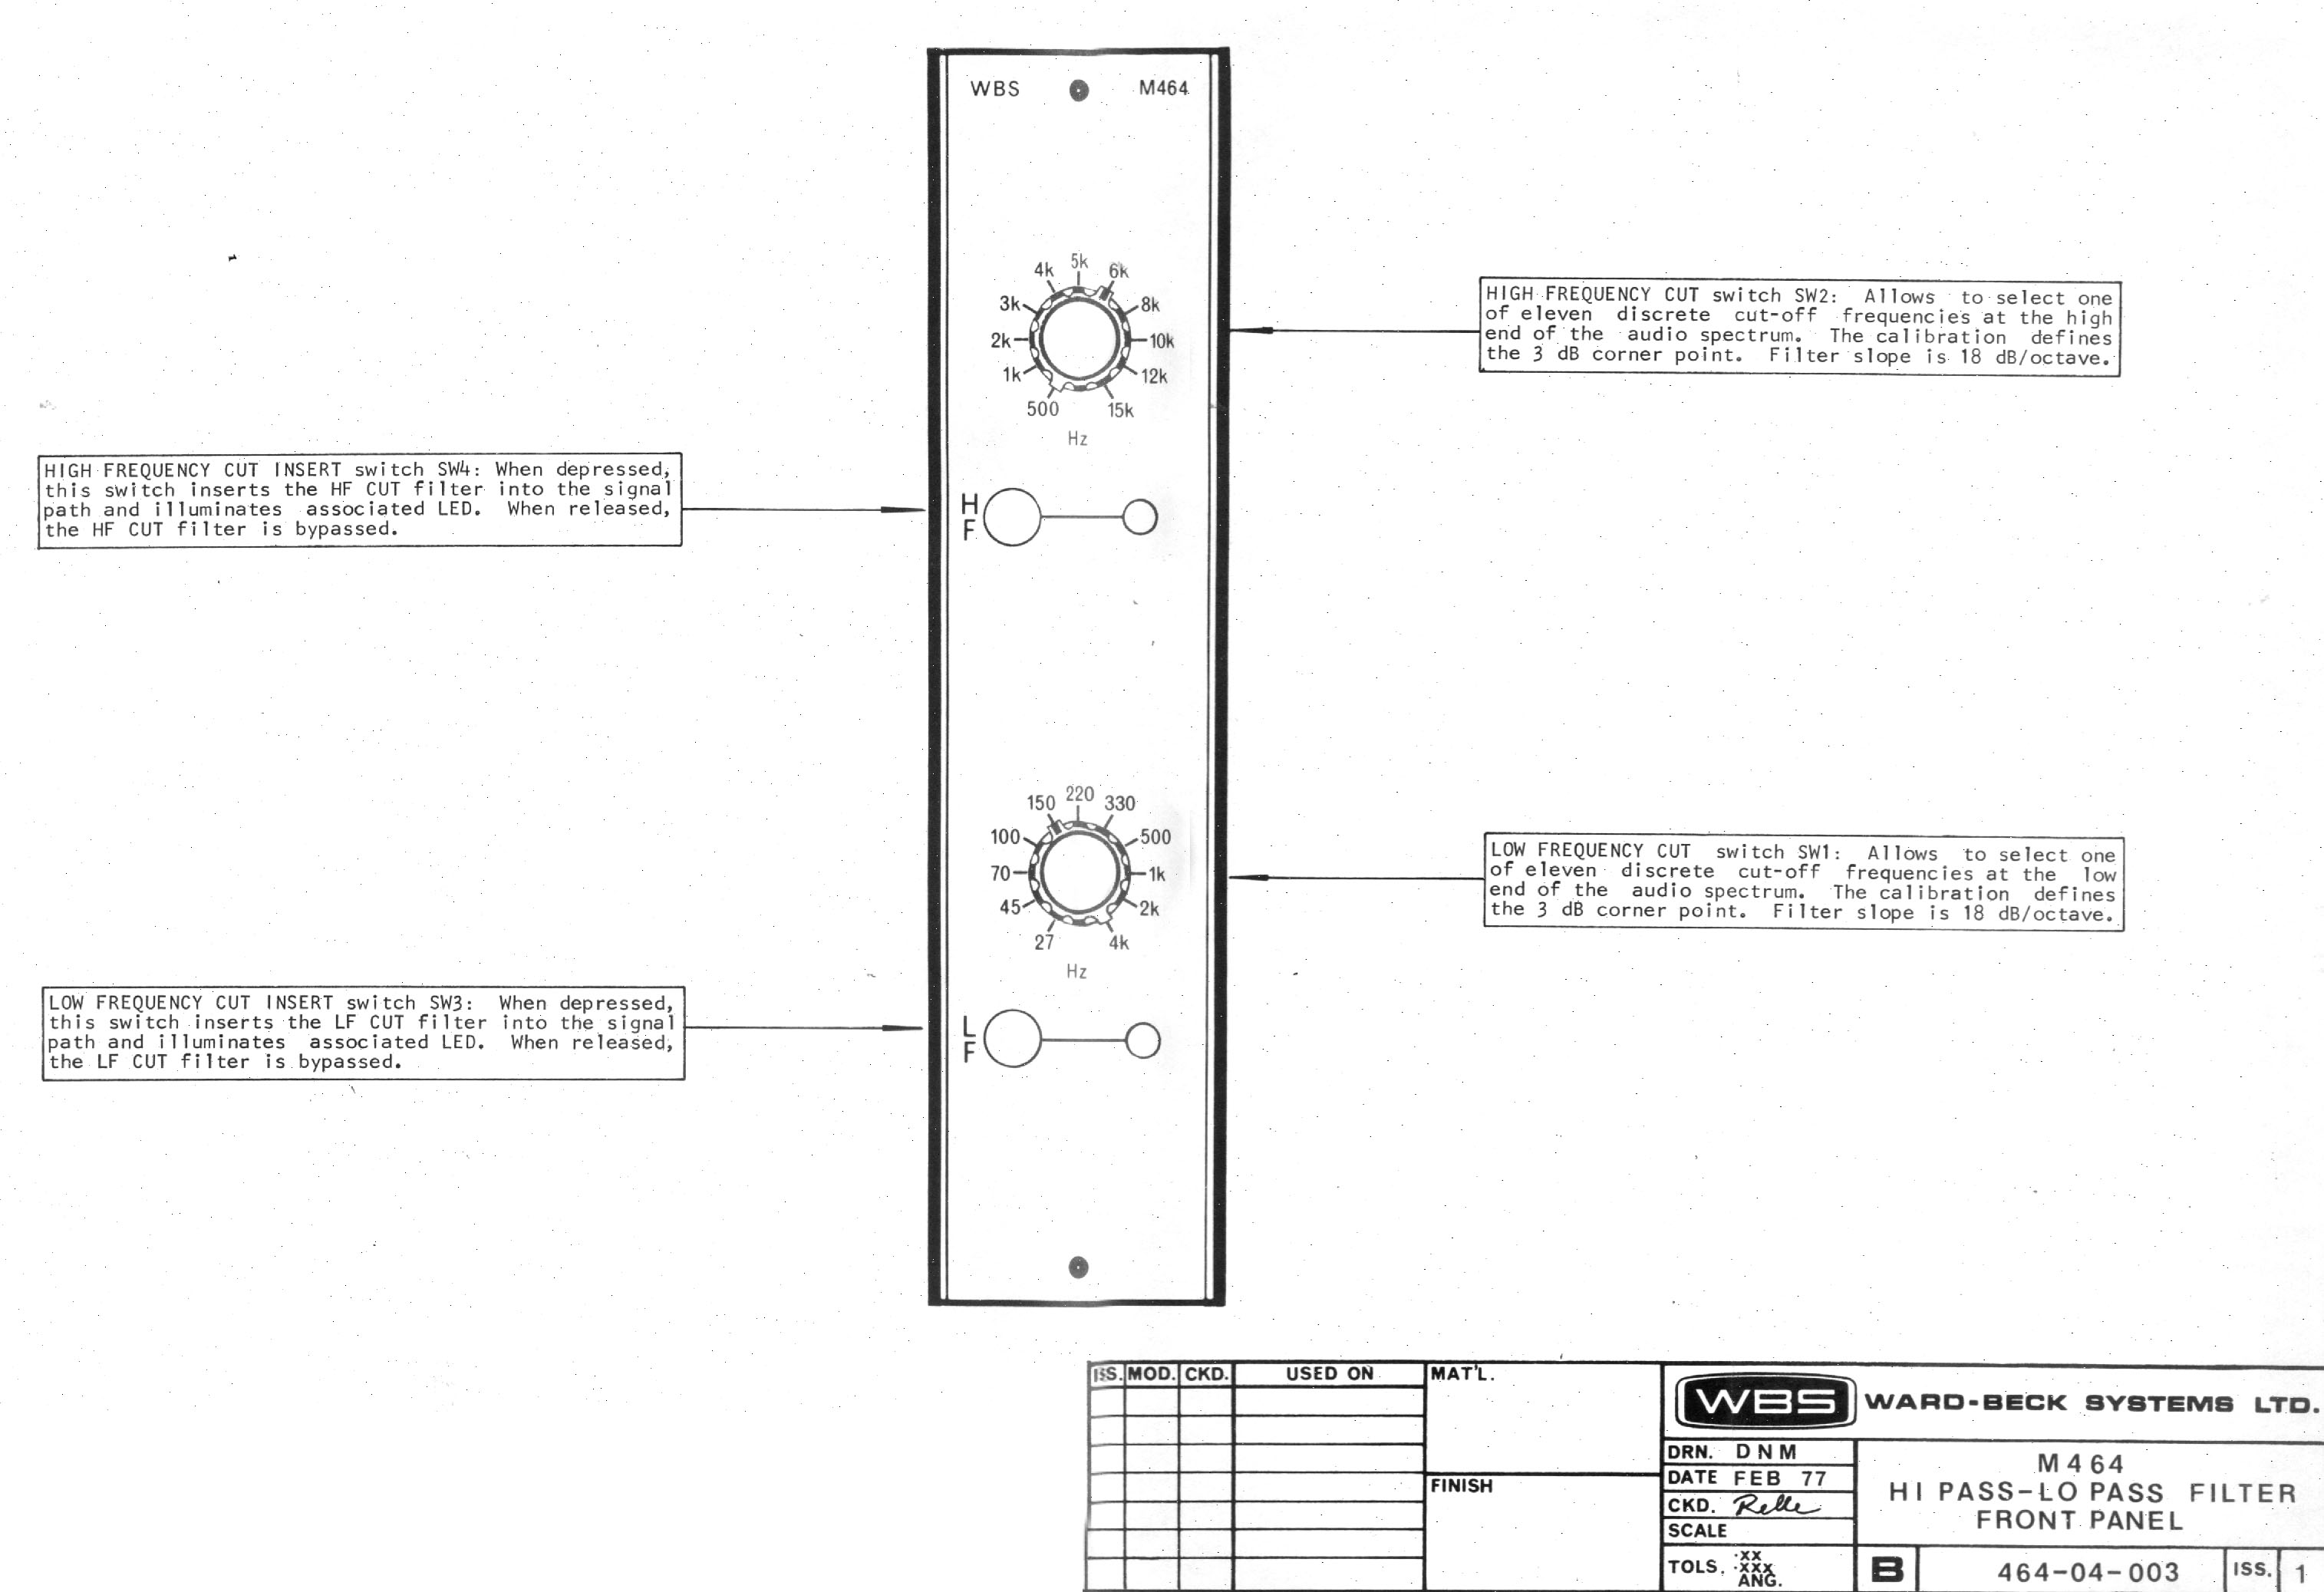 WBS M464
5k
4k 6k
3k 8k
2k 10k
1k 12k
500 15k
Hz
HIGH FREQUENCY CUT switch SW2: Allows to select one
of eleven discrete cut-off frequencies at the high
end of the audio spectrum. The calibration defines
the 3 dB corner point. Filter slope is 18 dB/octave.
HIGH FREQUENCY CUT INSERT switch SW4: When depressed,
this switch inserts the HF CUT filter into the signal
path and illuminates associated LED. When released,
the HF CUT filter is bypassed.
H
F
220
150 330
100 500
70 1k
45 2k
27 4k
Hz
LOW FREQUENCY CUT switch SW1: Allows to select one
of eleven discrete cut-off frequencies at the low
end of the audio spectrum. The calibration defines
the 3 dB corner point. Filter slope is 18 dB/octave.
LOW FREQUENCY CUT INSERT switch SW3: When depressed,
this switch inserts the LF CUT filter into the signal
path and illuminates associated LED. When released,
the LF CUT filter is bypassed.
L
F
ISS. MOD. CKD. USED ON MAT'L.
FINISH
WBS WARD-BECK SYSTEMS LTD.
DRN. DNM
DATE FEB 77
CKD.
SCALE
TOLS. .XX
.XXX
ANG.
M464
HI PASS-LO PASS FILTER
FRONT PANEL
B 464-04-003 ISS. 1